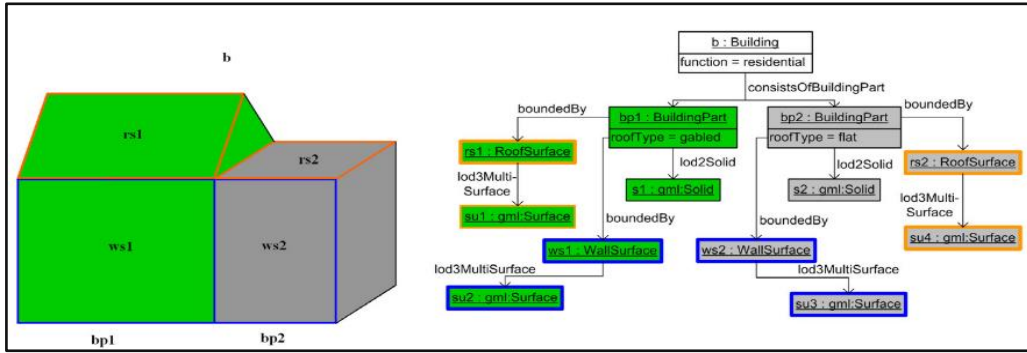 b
rs1
rs2
ws1
ws2
bp1
bp2
b : Building
function = residential
consistsOfBuildingPart
boundedBy
bp1 : BuildingPart
roofType = gabled
bp2 : BuildingPart
roofType = flat
boundedBy
rs1 : RoofSurface
lod2Solid
lod2Solid
rs2 : RoofSurface
lod3Multi-
Surface
s1 : gml:Solid
s2 : gml:Solid
lod3Multi-
Surface
su1 : gml:Surface
boundedBy
boundedBy
su4 : gml:Surface
ws1 : WallSurface
ws2 : WallSurface
lod3MultiSurface
lod3MultiSurface
su2 : gml:Surface
su3 : gml:Surface